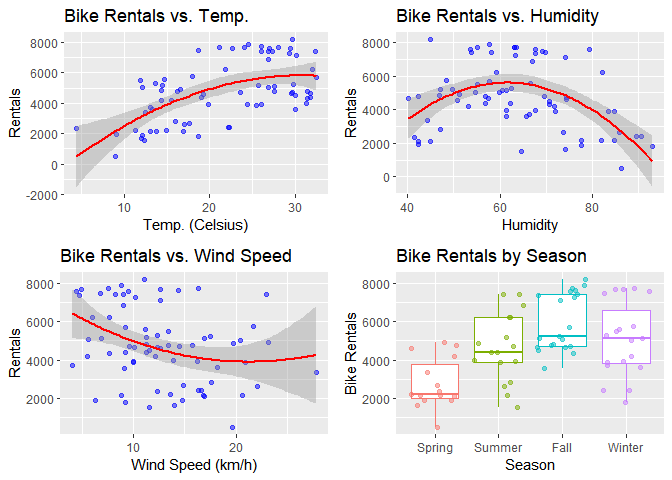 Bike Rentals vs. Temp.
Rentals
8000
6000
4000
2000
0
-2000
10
20
30
Temp. (Celsius)
Bike Rentals vs. Humidity
Rentals
8000
6000
4000
2000
0
40
60
80
Humidity
Bike Rentals vs. Wind Speed
Rentals
8000
6000
4000
2000
10
20
Wind Speed (km/h)
Bike Rentals by Season
Bike Rentals
8000
6000
4000
2000
Spring
Summer
Fall
Winter
Season